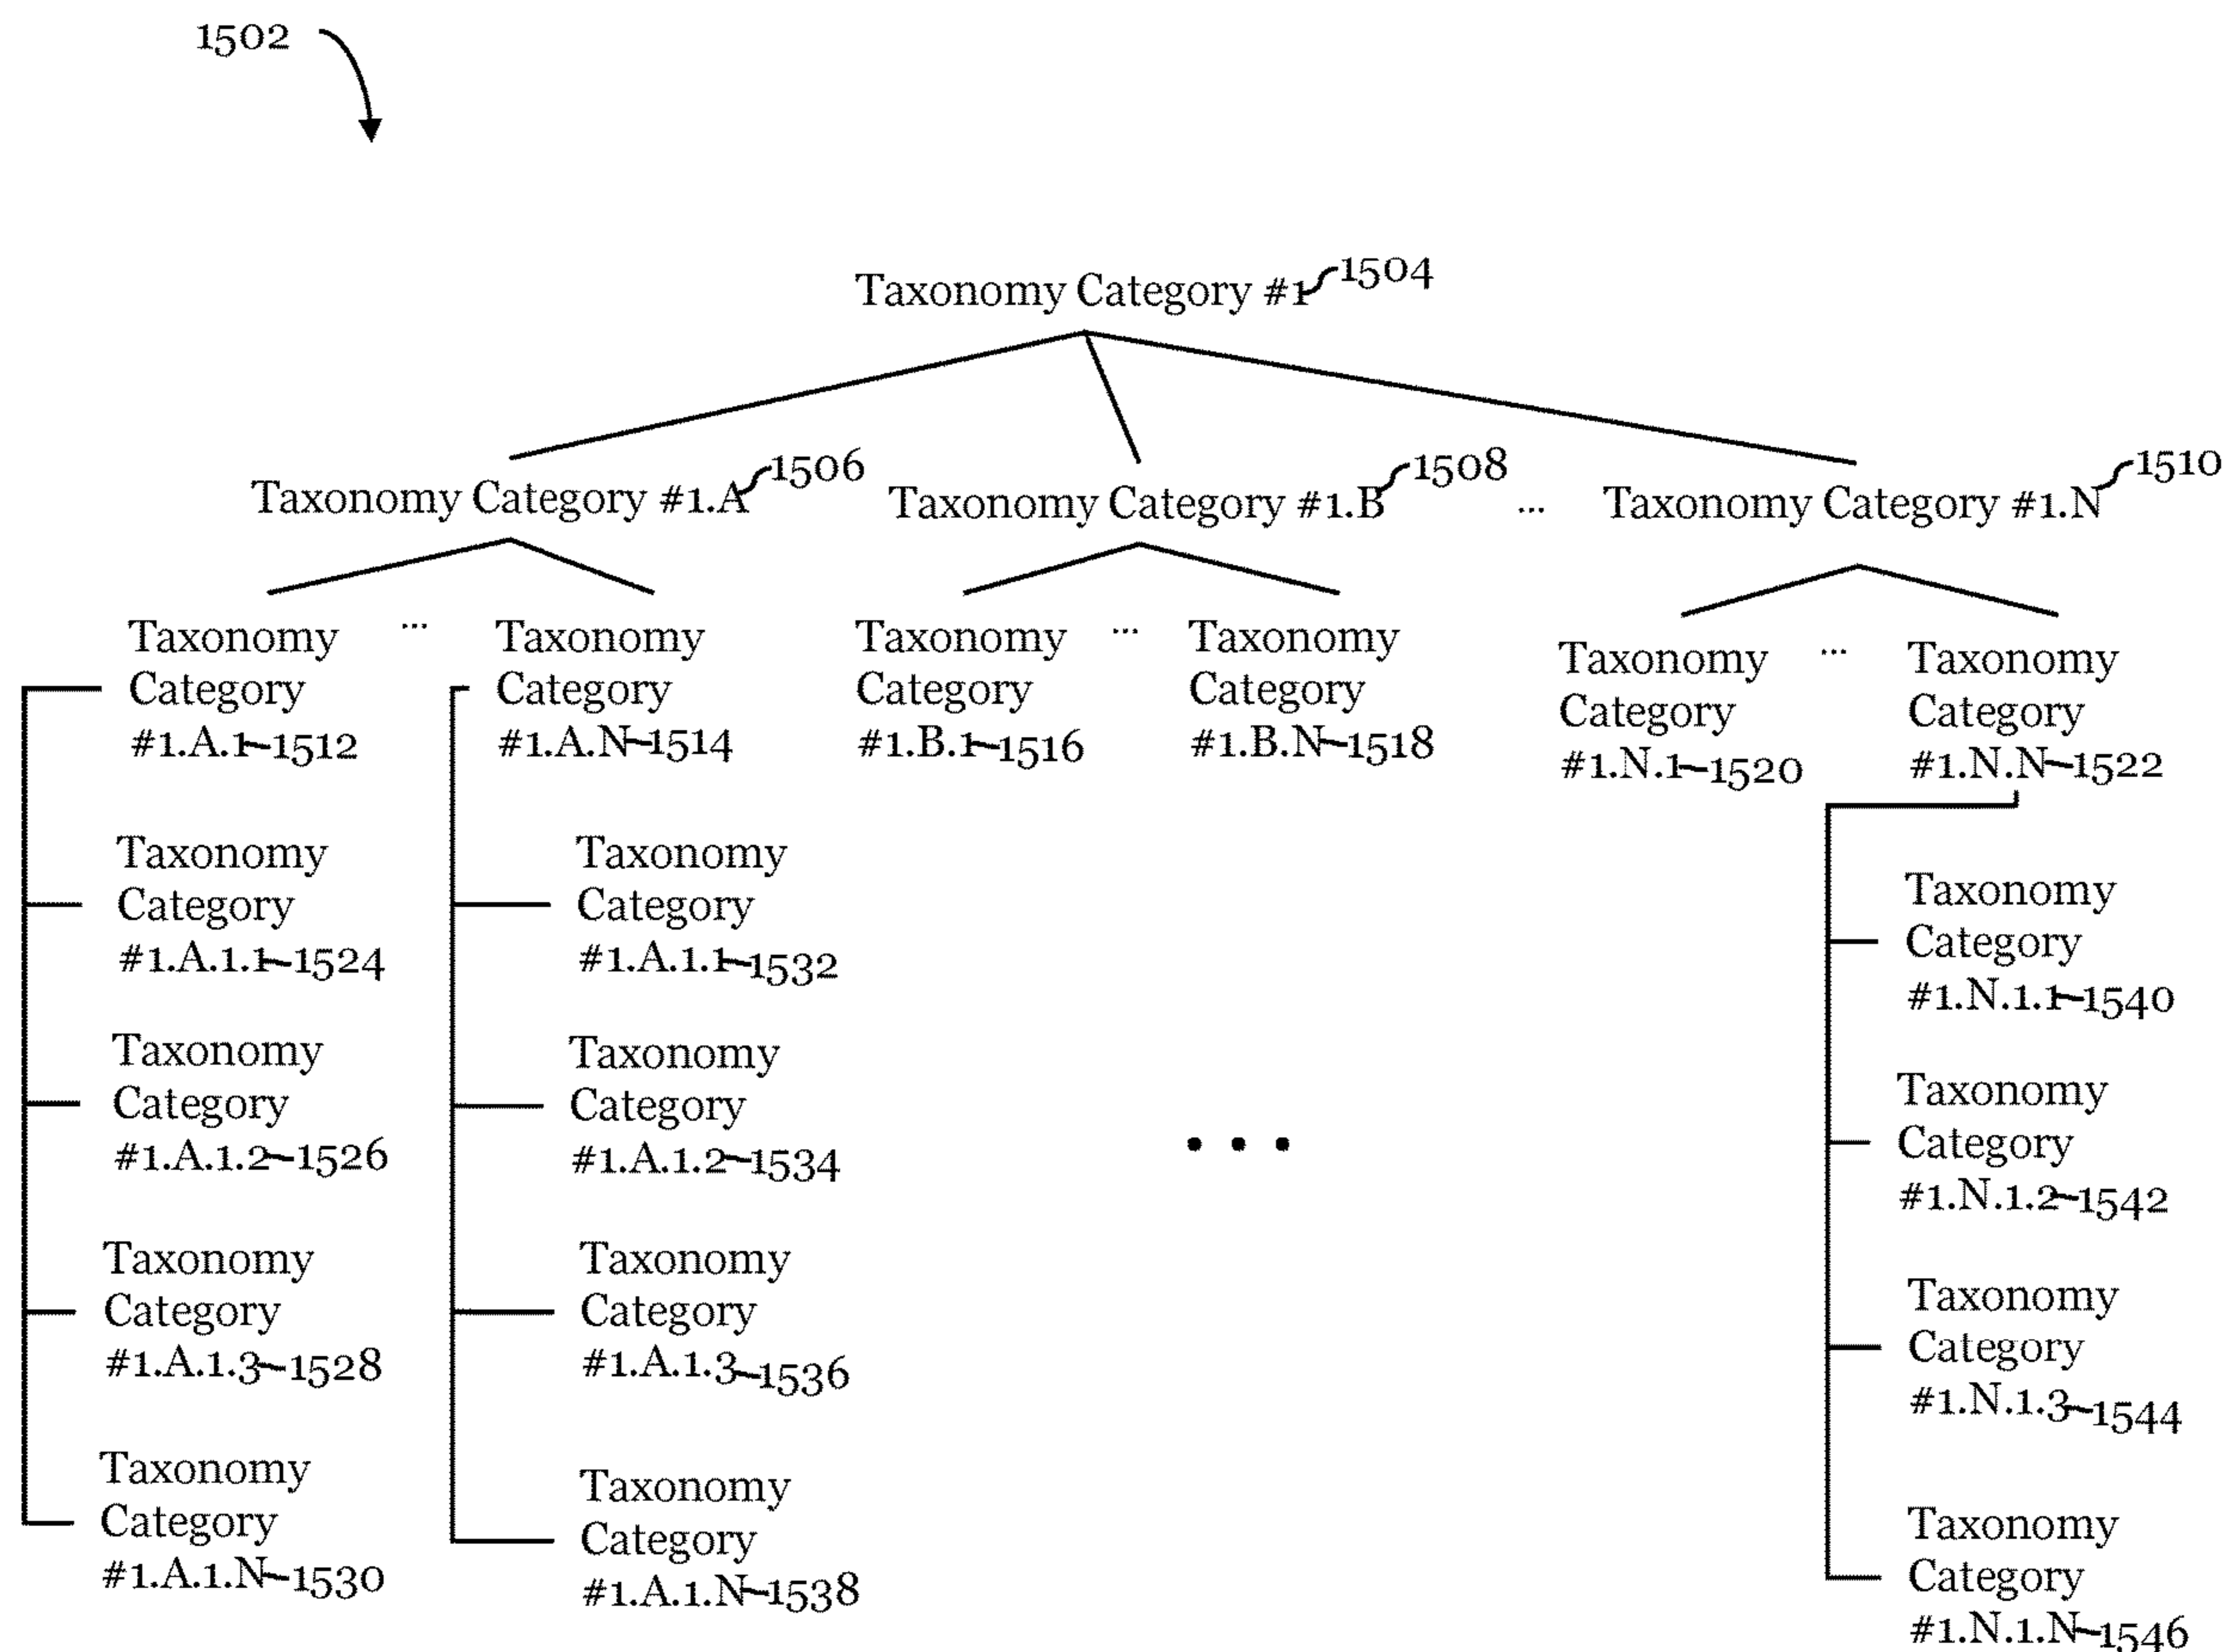 1502
Taxonomy Category #1 1504
Taxonomy Category #1.A 1506
Taxonomy Category #1.B 1508
...
Taxonomy Category #1.N 1510
Taxonomy
Category
#1.A.1 1512
...
Taxonomy
Category
#1.A.N 1514
Taxonomy
Category
#1.B.1 1516
...
Taxonomy
Category
#1.B.N 1518
Taxonomy
Category
#1.N.1 1520
...
Taxonomy
Category
#1.N.N 1522
Taxonomy
Category
#1.A.1.1 1524
Taxonomy
Category
#1.A.1.2 1526
Taxonomy
Category
#1.A.1.3 1528
Taxonomy
Category
#1.A.1.N 1530
Taxonomy
Category
#1.A.1.1 1532
Taxonomy
Category
#1.A.1.2 1534
Taxonomy
Category
#1.A.1.3 1536
Taxonomy
Category
#1.A.1.N 1538
...
Taxonomy
Category
#1.N.1.1 1540
Taxonomy
Category
#1.N.1.2 1542
Taxonomy
Category
#1.N.1.3 1544
Taxonomy
Category
#1.N.1.N 1546